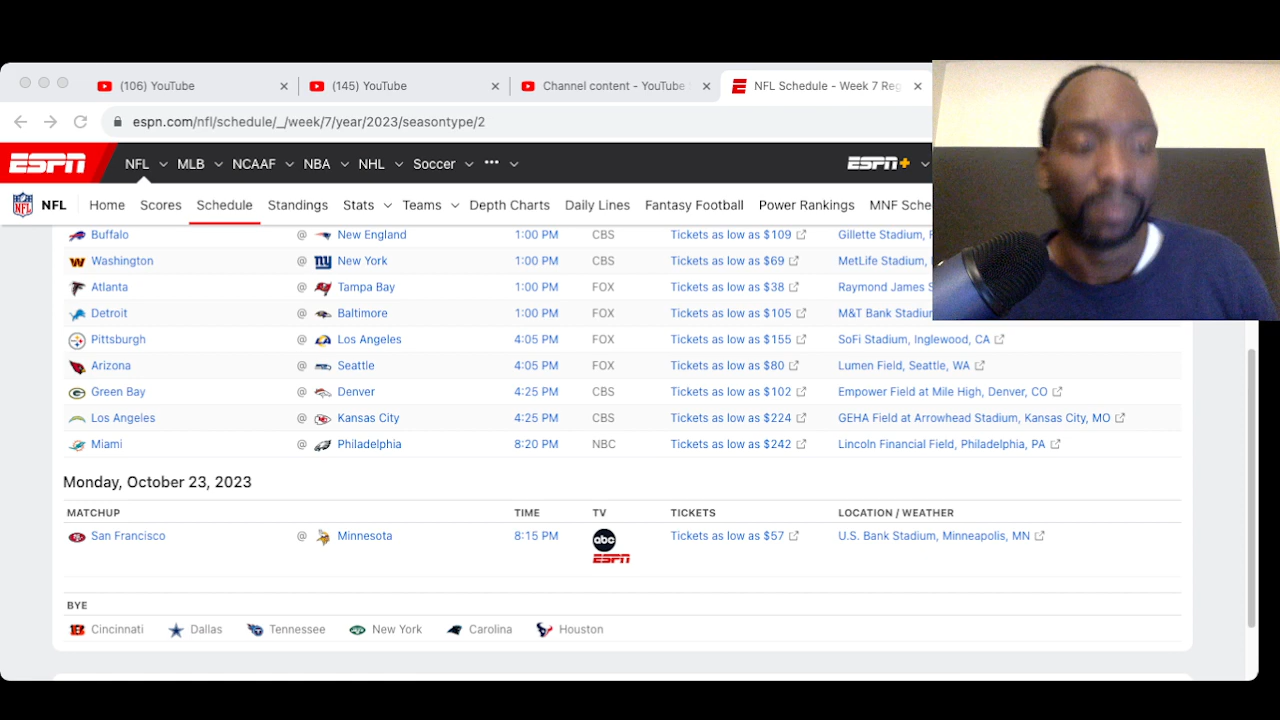 (106) YouTube
(145) YouTube
Channel content - YouTube
NFL Schedule - Week 7 Reg
espn.com/nfl/schedule/_/week/7/year/2023/seasontype/2
ESPN NFL MLB NCAAF NBA NHL Soccer ESPN+
NFL Home Scores Schedule Standings Stats Teams Depth Charts Daily Lines Fantasy Football Power Rankings MNF Sche
Buffalo @ New England 1:00 PM CBS Tickets as low as $109 Gillette Stadium,
Washington @ New York 1:00 PM CBS Tickets as low as $69 MetLife Stadium,
Atlanta @ Tampa Bay 1:00 PM FOX Tickets as low as $38 Raymond James S
Detroit @ Baltimore 1:00 PM FOX Tickets as low as $105 M&T Bank Stadiu
Pittsburgh @ Los Angeles 4:05 PM FOX Tickets as low as $155 SoFi Stadium, Inglewood, CA
Arizona @ Seattle 4:05 PM FOX Tickets as low as $80 Lumen Field, Seattle, WA
Green Bay @ Denver 4:25 PM CBS Tickets as low as $102 Empower Field at Mile High, Denver, CO
Los Angeles @ Kansas City 4:25 PM CBS Tickets as low as $224 GEHA Field at Arrowhead Stadium, Kansas City, MO
Miami @ Philadelphia 8:20 PM NBC Tickets as low as $242 Lincoln Financial Field, Philadelphia, PA
Monday, October 23, 2023
MATCHUP TIME TV TICKETS LOCATION / WEATHER
San Francisco @ Minnesota 8:15 PM abc ESPN Tickets as low as $57 U.S. Bank Stadium, Minneapolis, MN
BYE
Cincinnati Dallas Tennessee New York Carolina Houston